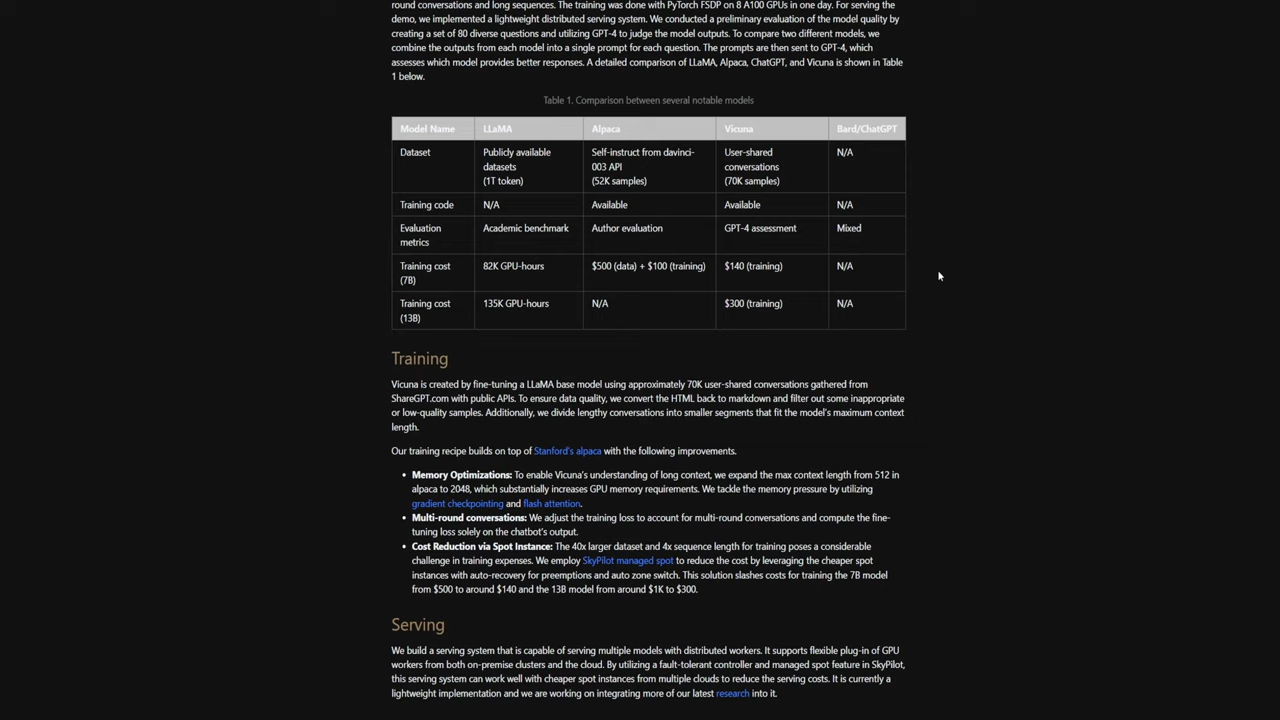 round conversations and long sequences. The training was done with PyTorch FSDP on 8 A100 GPUs in one day. For serving the
demo, we implemented a lightweight distributed serving system. We conducted a preliminary evaluation of the model quality by
creating a set of 80 diverse questions and utilizing GPT-4 to judge the model outputs. To compare two different models, we
combine the outputs from each model into a single prompt for each question. The prompts are then sent to GPT-4, which
assesses which model provides better responses. A detailed comparison of LLaMA, Alpaca, ChatGPT, and Vicuna is shown in Table
1 below.
Table 1. Comparison between several notable models
Model Name LLaMA Alpaca Vicuna Bard/ChatGPT
Dataset Publicly available Self-instruct from davinci- User-shared N/A
datasets 003 API conversations
(1T token) (52K samples) (70K samples)
Training code N/A Available Available N/A
Evaluation Academic benchmark Author evaluation GPT-4 assessment Mixed
metrics
Training cost 82K GPU-hours $500 (data) + $100 (training) $140 (training) N/A
(7B)
Training cost 135K GPU-hours N/A $300 (training) N/A
(13B)
Training
Vicuna is created by fine-tuning a LLaMA base model using approximately 70K user-shared conversations gathered from
ShareGPT.com with public APIs. To ensure data quality, we convert the HTML back to markdown and filter out some inappropriate
or low-quality samples. Additionally, we divide lengthy conversations into smaller segments that fit the model's maximum context
length.
Our training recipe builds on top of Stanford's alpaca with the following improvements.
• Memory Optimizations: To enable Vicuna's understanding of long context, we expand the max context length from 512 in
alpaca to 2048, which substantially increases GPU memory requirements. We tackle the memory pressure by utilizing
gradient checkpointing and flash attention.
• Multi-round conversations: We adjust the training loss to account for multi-round conversations and compute the fine-
tuning loss solely on the chatbot's output.
• Cost Reduction via Spot Instance: The 40x larger dataset and 4x sequence length for training poses a considerable
challenge in training expenses. We employ SkyPilot managed spot to reduce the cost by leveraging the cheaper spot
instances with auto-recovery for preemptions and auto zone switch. This solution slashes costs for training the 7B model
from $500 to around $140 and the 13B model from around $1K to $300.
Serving
We build a serving system that is capable of serving multiple models with distributed workers. It supports flexible plug-in of GPU
workers from both on-premise clusters and the cloud. By utilizing a fault-tolerant controller and managed spot feature in SkyPilot,
this serving system can work well with cheaper spot instances from multiple clouds to reduce the serving costs. It is currently a
lightweight implementation and we are working on integrating more of our latest research into it.